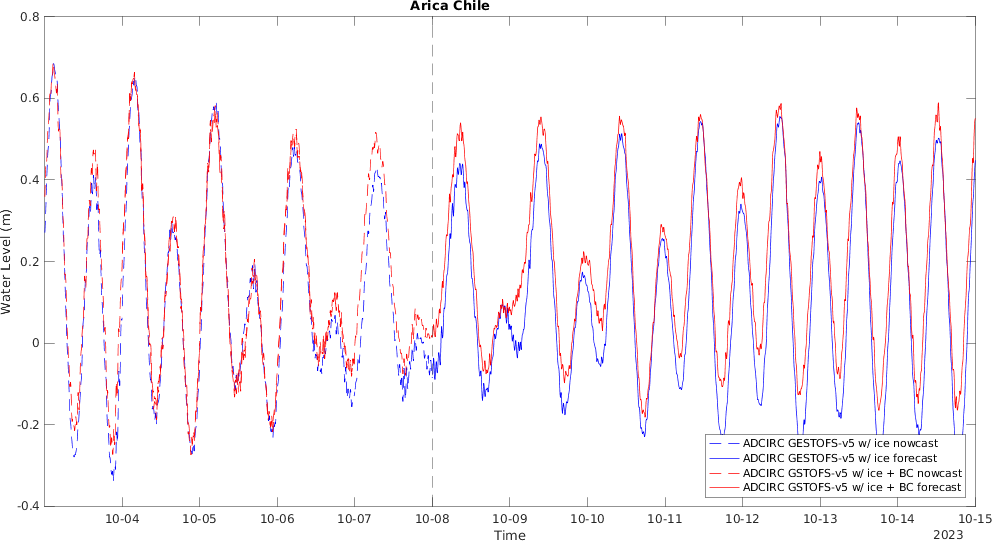 Arica Chile
0.8
0.6
0.4
0.2
0
-0.2
-0.4
Water Level (m)
10-04 10-05 10-06 10-07 10-08 10-09 10-10 10-11 10-12 10-13 10-14 10-15
Time
2023
ADCIRC GESTOFS-v5 w/ ice nowcast
ADCIRC GESTOFS-v5 w/ ice forecast
ADCIRC GSTOFS-v5 w/ ice + BC nowcast
ADCIRC GSTOFS-v5 w/ ice + BC forecast